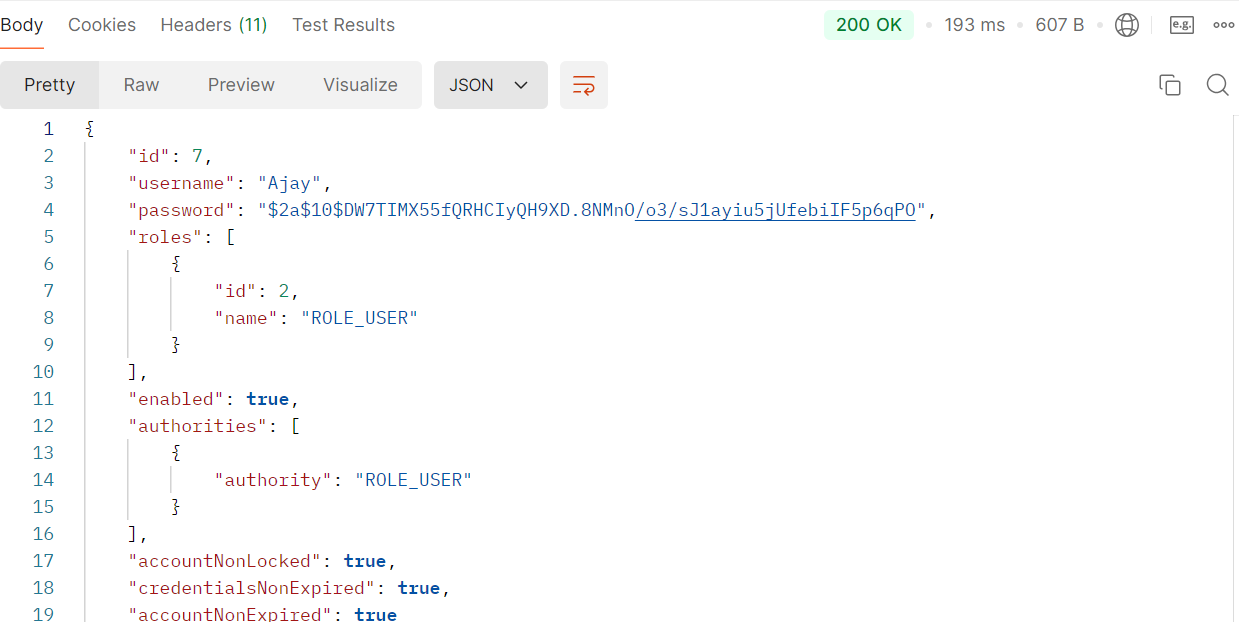 Body Cookies Headers (11) Test Results 200 OK 193 ms 607 B e.g.
Pretty Raw Preview Visualize JSON
1 {
2 "id": 7,
3 "username": "Ajay",
4 "password": "$2a$10$DW7TIMX55fQRHCIyQH9XD.8NMnO/o3/sJ1ayiu5jUfebiIF5p6qPO",
5 "roles": [
6 {
7 "id": 2,
8 "name": "ROLE_USER"
9 }
10 ],
11 "enabled": true,
12 "authorities": [
13 {
14 "authority": "ROLE_USER"
15 }
16 ],
17 "accountNonLocked": true,
18 "credentialsNonExpired": true,
19 "accountNonExpired": true